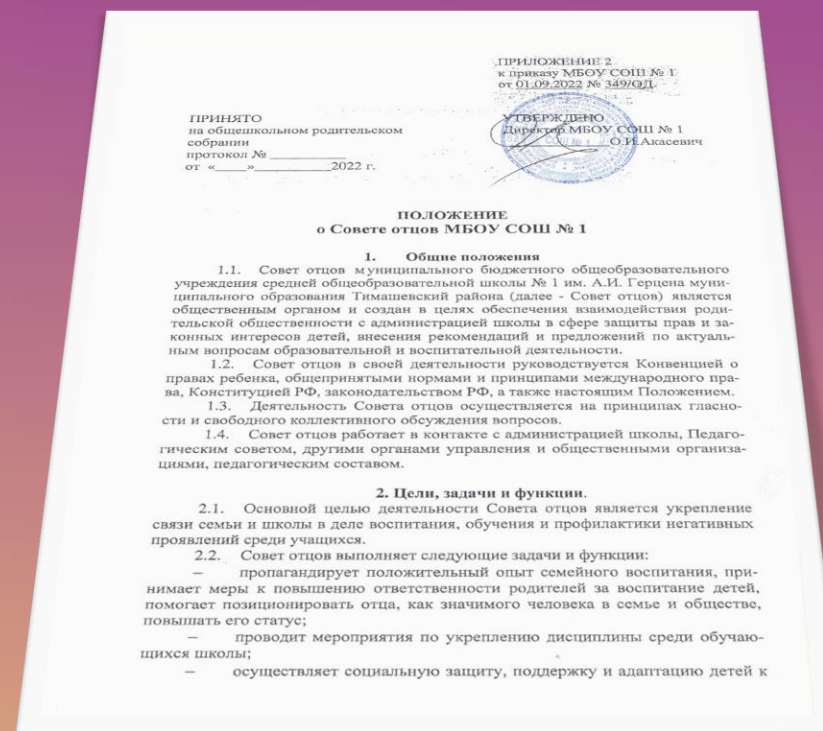 ПРИЛОЖЕНИЕ 2
к приказу МБОУ СОШ № 1
от 01.09.2022 № 349/ОД
ПРИНЯТО
на общешкольном родительском
собрании
протокол № ____________
от «_____»____________2022 г.
УТВЕРЖДЕНО
Директор МБОУ СОШ № 1
О.И.Акасевич
СОШ № 1
ПОЛОЖЕНИЕ
о Совете отцов МБОУ СОШ № 1
1. Общие положения
1.1. Совет отцов муниципального бюджетного общеобразовательного
учреждения средней общеобразовательной школы № 1 им. А.И. Герцена муни-
ципального образования Тимашевский района (далее - Совет отцов) является
общественным органом и создан в целях обеспечения взаимодействия роди-
тельской общественности с администрацией школы в сфере защиты прав и за-
конных интересов детей, внесения рекомендаций и предложений по актуаль-
ным вопросам образовательной и воспитательной деятельности.
1.2. Совет отцов в своей деятельности руководствуется Конвенцией о
правах ребенка, общепринятыми нормами и принципами международного пра-
ва, Конституцией РФ, законодательством РФ, а также настоящим Положением.
1.3. Деятельность Совета отцов осуществляется на принципах гласно-
сти и свободного коллективного обсуждения вопросов.
1.4. Совет отцов работает в контакте с администрацией школы, Педаго-
гическим советом, другими органами управления и общественными организа-
циями, педагогическим составом.
2. Цели, задачи и функции.
2.1. Основной целью деятельности Совета отцов является укрепление
связи семьи и школы в деле воспитания, обучения и профилактики негативных
проявлений среди учащихся.
2.2. Совет отцов выполняет следующие задачи и функции:
– пропагандирует положительный опыт семейного воспитания, при-
нимает меры к повышению ответственности родителей за воспитание детей,
помогает позиционировать отца, как значимого человека в семье и обществе,
повышать его статус;
– проводит мероприятия по укреплению дисциплины среди обучаю-
щихся школы;
– осуществляет социальную защиту, поддержку и адаптацию детей к